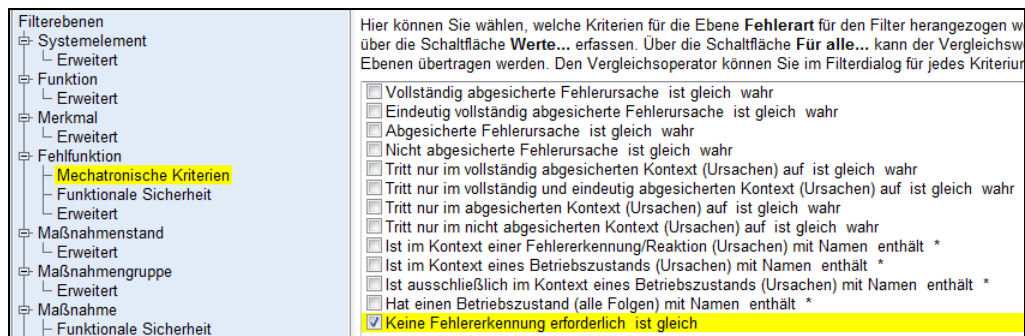 Filterebenen
Systemelement
Erweitert
Funktion
Erweitert
Merkmal
Erweitert
Fehlfunktion
Mechatronische Kriterien
Funktionale Sicherheit
Erweitert
Maßnahmenstand
Erweitert
Maßnahmengruppe
Erweitert
Maßnahme
Funktionale Sicherheit
Hier können Sie wählen, welche Kriterien für die Ebene Fehlerart für den Filter herangezogen
über die Schaltfläche Werte... erfassen. Über die Schaltfläche Für alle... kann der
Ebenen übertragen werden. Den Vergleichsoperator können Sie im Filterdialog für jedes
Vollständig abgesicherte Fehlerursache ist gleich wahr
Eindeutig vollständig abgesicherte Fehlerursache ist gleich wahr
Abgesicherte Fehlerursache ist gleich wahr
Nicht abgesicherte Fehlerursache ist gleich wahr
Tritt nur im vollständig abgesicherten Kontext (Ursachen) auf ist gleich wahr
Tritt nur im vollständig und eindeutig abgesicherten Kontext (Ursachen) auf ist gleich wahr
Tritt nur im abgesicherten Kontext (Ursachen) auf ist gleich wahr
Tritt nur im nicht abgesicherten Kontext (Ursachen) auf ist gleich wahr
Ist im Kontext einer Fehlererkennung/Reaktion (Ursachen) mit Namen enthält *
Ist im Kontext eines Betriebszustands (Ursachen) mit Namen enthält *
Ist ausschließlich im Kontext eines Betriebszustands (Ursachen) mit Namen enthält *
Hat einen Betriebszustand (alle Folgen) mit Namen enthält *
Keine Fehlererkennung erforderlich ist gleich